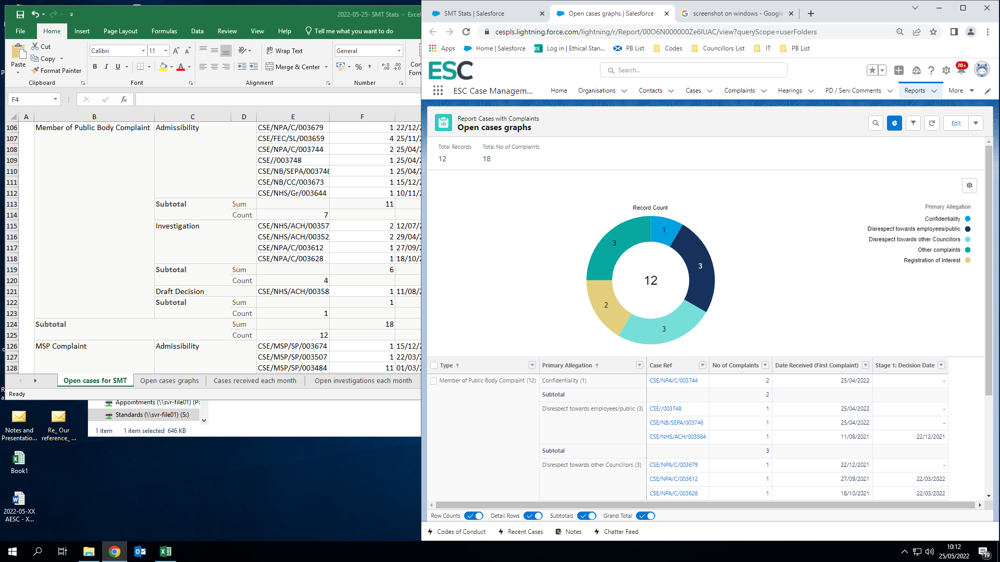 2022-05-25- SMT Stats - Excel
File Home Insert Page Layout Formulas Data Review View Help Tell me what you want to do
Paste
Cut
Copy
Format Painter
Calibri 11
B I U
Wrap Text
Merge & Center
General
Clipboard Font Alignment Number
F4
A B C D E F
106 Member of Public Body Complaint Admissibility CSE/NPA/C/003679 1 22/12/2
107 CSE/FEC/SL/003659 4 25/11/2
108 CSE/NPA/C/003744 2 25/04/2
109 CSE//003748 1 25/04/2
110 CSE/NB/SEPA/003746 1 25/04/2
111 CSE/NB/CC/003673 1 15/12/2
112 CSE/NHS/Gr/003644 1 10/11/2
113 Subtotal Sum 11
114 Count 7
115 Investigation CSE/NHS/ACH/00357 2 12/07/2
116 CSE/NHS/ACH/00352 2 29/04/2
117 CSE/NPA/C/003612 1 27/09/2
118 CSE/NPA/C/003628 1 18/10/2
119 Subtotal Sum 6
120 Count 4
121 Draft Decision CSE/NHS/ACH/00358 1 11/08/2
122 Subtotal Sum 1
123 Count 1
124 Subtotal Sum 18
125 Count 12
126 MSP Complaint Admissibility CSE/MSP/SP/003674 1 15/12/2
127 CSE/MSP/SP/003507 1 22/03/2
128 CSE/MSP/SP/003484 11 01/03/2
Open cases for SMT Open cases graphs Cases received each month Open investigations each month
Ready
Appointments (\\svr-file01) (P:
Standards (\\svr-file01) (S:)
1 item 1 item selected 646 KB
Notes and Presentatio...
Re_ Our reference_ ...
Book1
2022-05-XX AESC - X...
SMT Stats | Salesforce Open cases graphs | Salesforce screenshot on windows - Google
cespls.lightning.force.com/lightning/r/Report/00O6N000000Ze6IUAC/view?queryScope=userFolders
Apps Home | Salesforce Log in | Ethical Stan... PB List Codes Councillors List IT PB List
ESC
Search...
20+
ESC Case Managem... Home Organisations Contacts Cases Complaints Hearings PD / Serv Comments Reports More
Report: Cases with Complaints
Open cases graphs
Edit
Total Records Total No of Complaints
12 18
Record Count
1
3
3
2
3
12
Primary Allegation
Confidentiality
Disrespect towards employees/public
Disrespect towards other Councillors
Other complaints
Registration of Interest
Type Primary Allegation Case Ref No of Complaints Date Received (First Complaint) Stage 1: Decision Date
Member of Public Body Complaint (12) Confidentiality (1) CSE/NPA/C/003744 2 25/04/2022 -
Subtotal 2
Disrespect towards employees/public (3) CSE//003748 1 25/04/2022 -
CSE/NB/SEPA/003746 1 25/04/2022 -
CSE/NHS/ACH/003584 1 11/08/2021 22/12/2021
Subtotal 3
Disrespect towards other Councillors (3) CSE/NPA/C/003679 1 22/12/2021 -
CSE/NPA/C/003612 1 27/09/2021 22/03/2022
CSE/NPA/C/003628 1 18/10/2021 22/03/2022
Row Counts Detail Rows Subtotals Grand Total
Codes of Conduct Recent Cases Notes Chatter Feed
10:12
25/05/2022
19